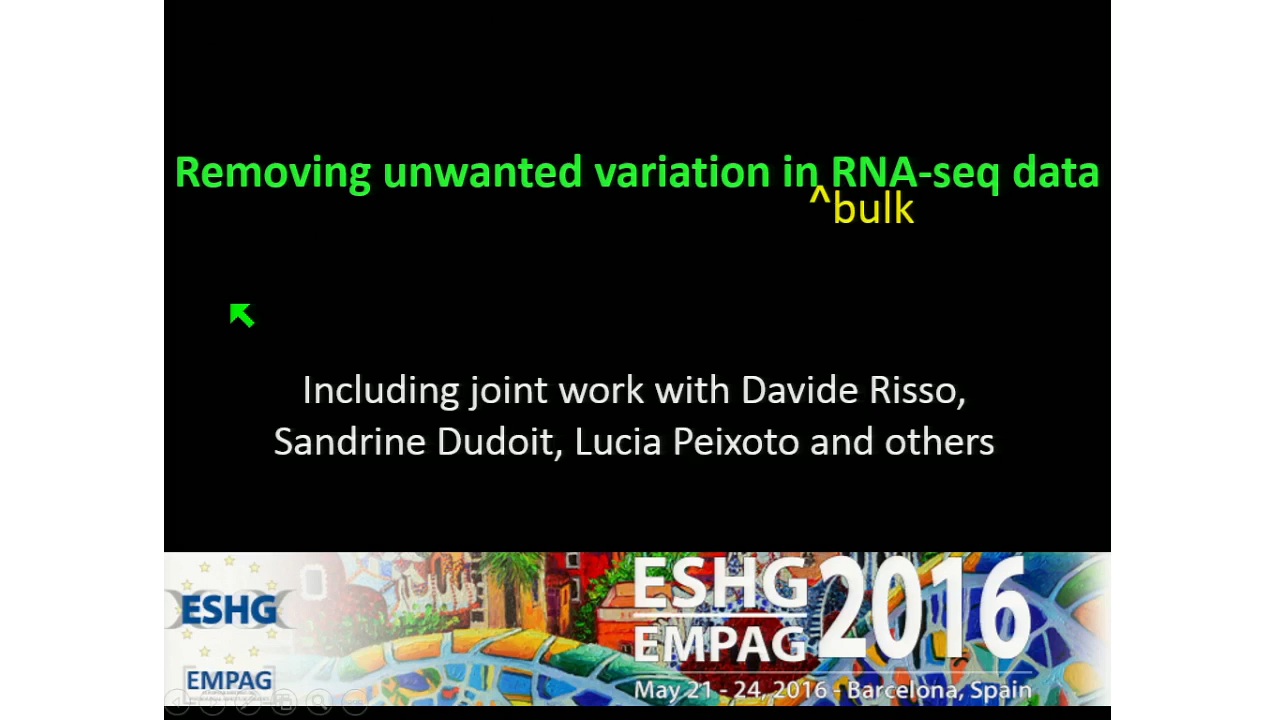 Removing unwanted variation in RNA-seq data
^bulk
Including joint work with Davide Risso,
Sandrine Dudoit, Lucia Peixoto and others
ESHG
EMPAG
ESHG
EMPAG
2016
May 21 - 24, 2016 - Barcelona, Spain